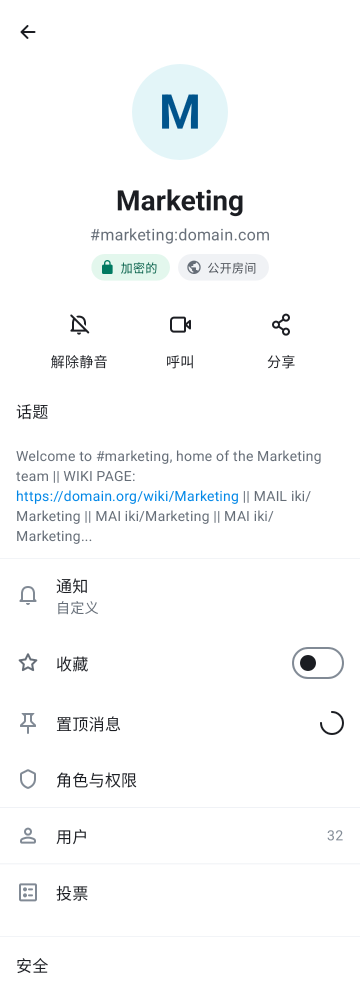 M
Marketing
#marketing:domain.com
加密的 公开房间
解除静音 呼叫 分享
话题
Welcome to #marketing, home of the Marketing
team || WIKI PAGE:
https://domain.org/wiki/Marketing || MAIL iki/
Marketing || MAI iki/Marketing || MAI iki/
Marketing...
通知
自定义
收藏
置顶消息
角色与权限
用户 32
投票
安全